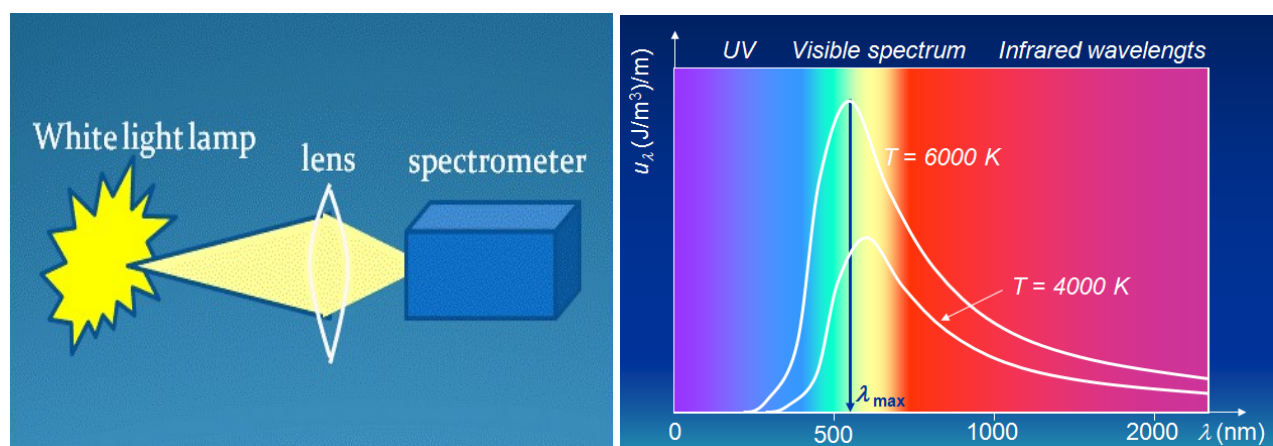 White light lamp
lens
spectrometer
UV Visible spectrum Infrared wavelengts
uλ (J/m³)/m
T = 6000 K
T = 4000 K
λmax
0 500 1000 2000 λ (nm)